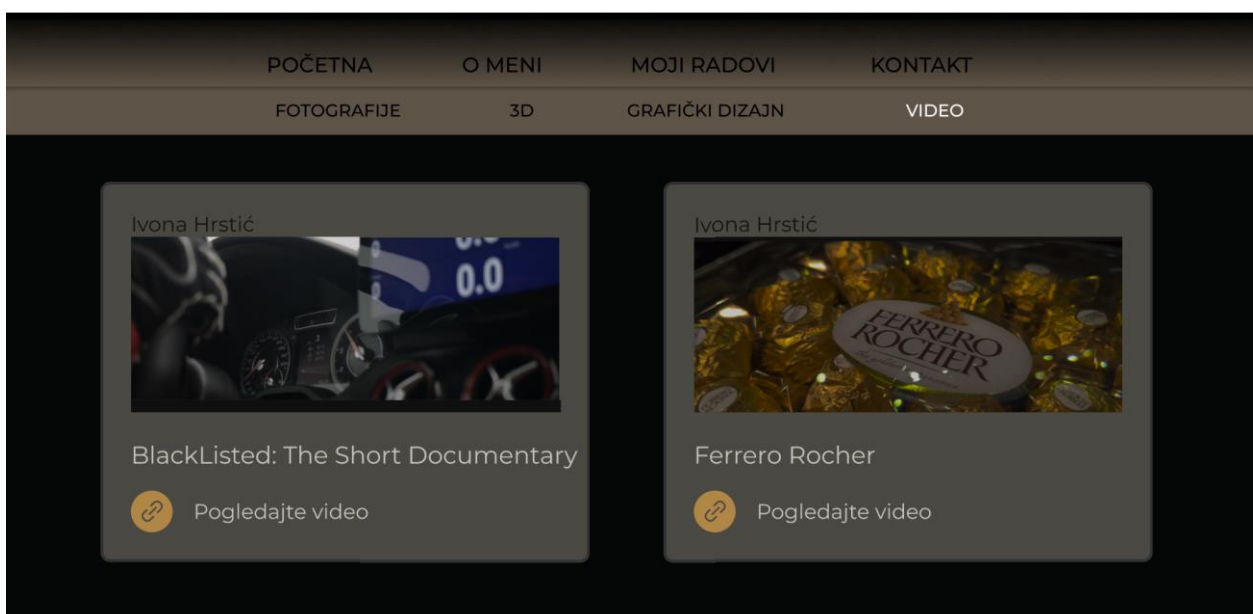 POČETNA O MENI MOJI RADOVI KONTAKT
FOTOGRAFIJE 3D GRAFIČKI DIZAJN VIDEO
Ivona Hrstić
0.0
BlackListed: The Short Documentary
Pogledajte video
Ivona Hrstić
FERRERO
ROCHER
Ferrero Rocher
Pogledajte video